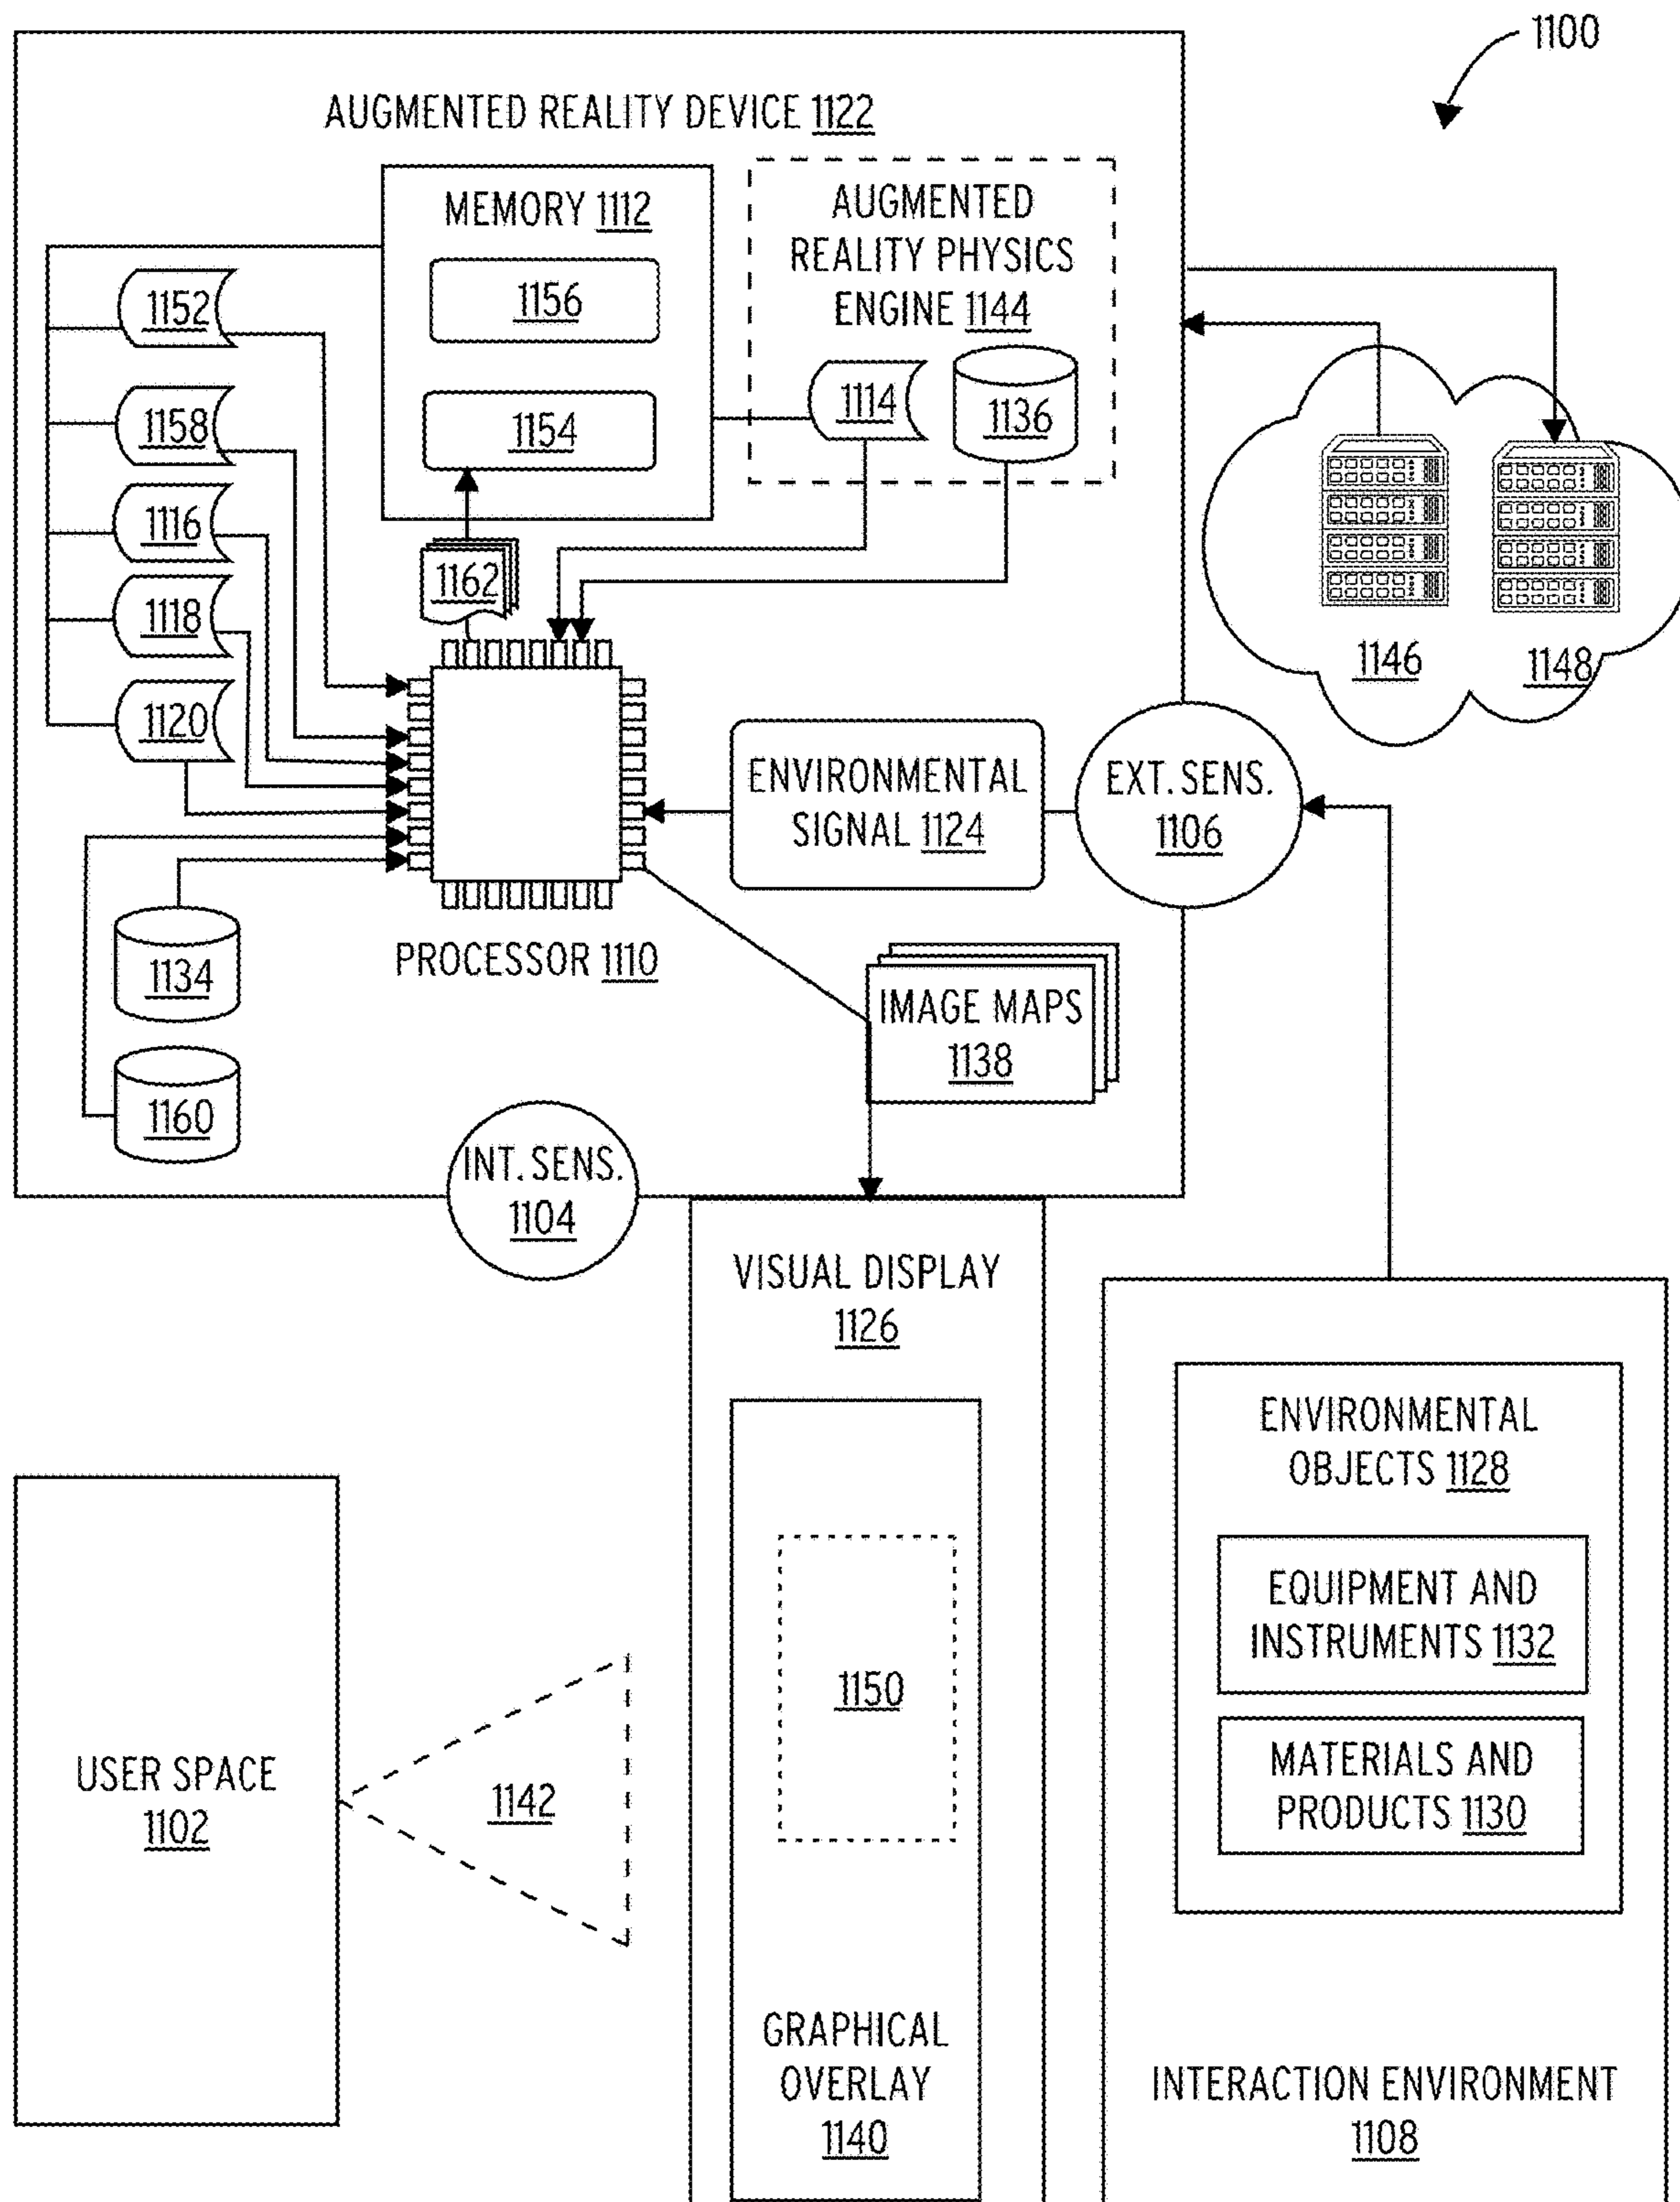 1100
AUGMENTED REALITY DEVICE 1122
MEMORY 1112
1156
1154
AUGMENTED
REALITY PHYSICS
ENGINE 1144
1114
1136
1152
1158
1116
1118
1120
1162
1146
1148
ENVIRONMENTAL
SIGNAL 1124
EXT. SENS.
1106
1134
1160
PROCESSOR 1110
IMAGE MAPS
1138
INT. SENS.
1104
VISUAL DISPLAY
1126
ENVIRONMENTAL
OBJECTS 1128
EQUIPMENT AND
INSTRUMENTS 1132
MATERIALS AND
PRODUCTS 1130
1150
USER SPACE
1102
1142
GRAPHICAL
OVERLAY
1140
INTERACTION ENVIRONMENT
1108